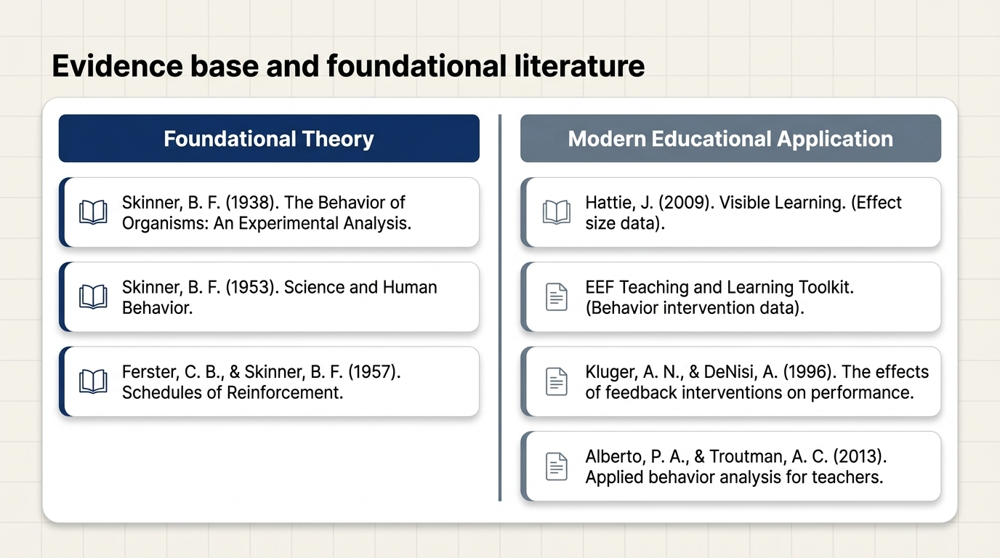 Evidence base and foundational literature
Foundational Theory
Skinner, B. F. (1938). The Behavior of
Organisms: An Experimental Analysis.
Skinner, B. F. (1953). Science and Human
Behavior.
Ferster, C. B., & Skinner, B. F. (1957).
Schedules of Reinforcement.
Modern Educational Application
Hattie, J. (2009). Visible Learning. (Effect
size data).
EEF Teaching and Learning Toolkit.
(Behavior intervention data).
Kluger, A. N., & DeNisi, A. (1996). The effects
of feedback interventions on performance.
Alberto, P. A., & Troutman, A. C. (2013).
Applied behavior analysis for teachers.